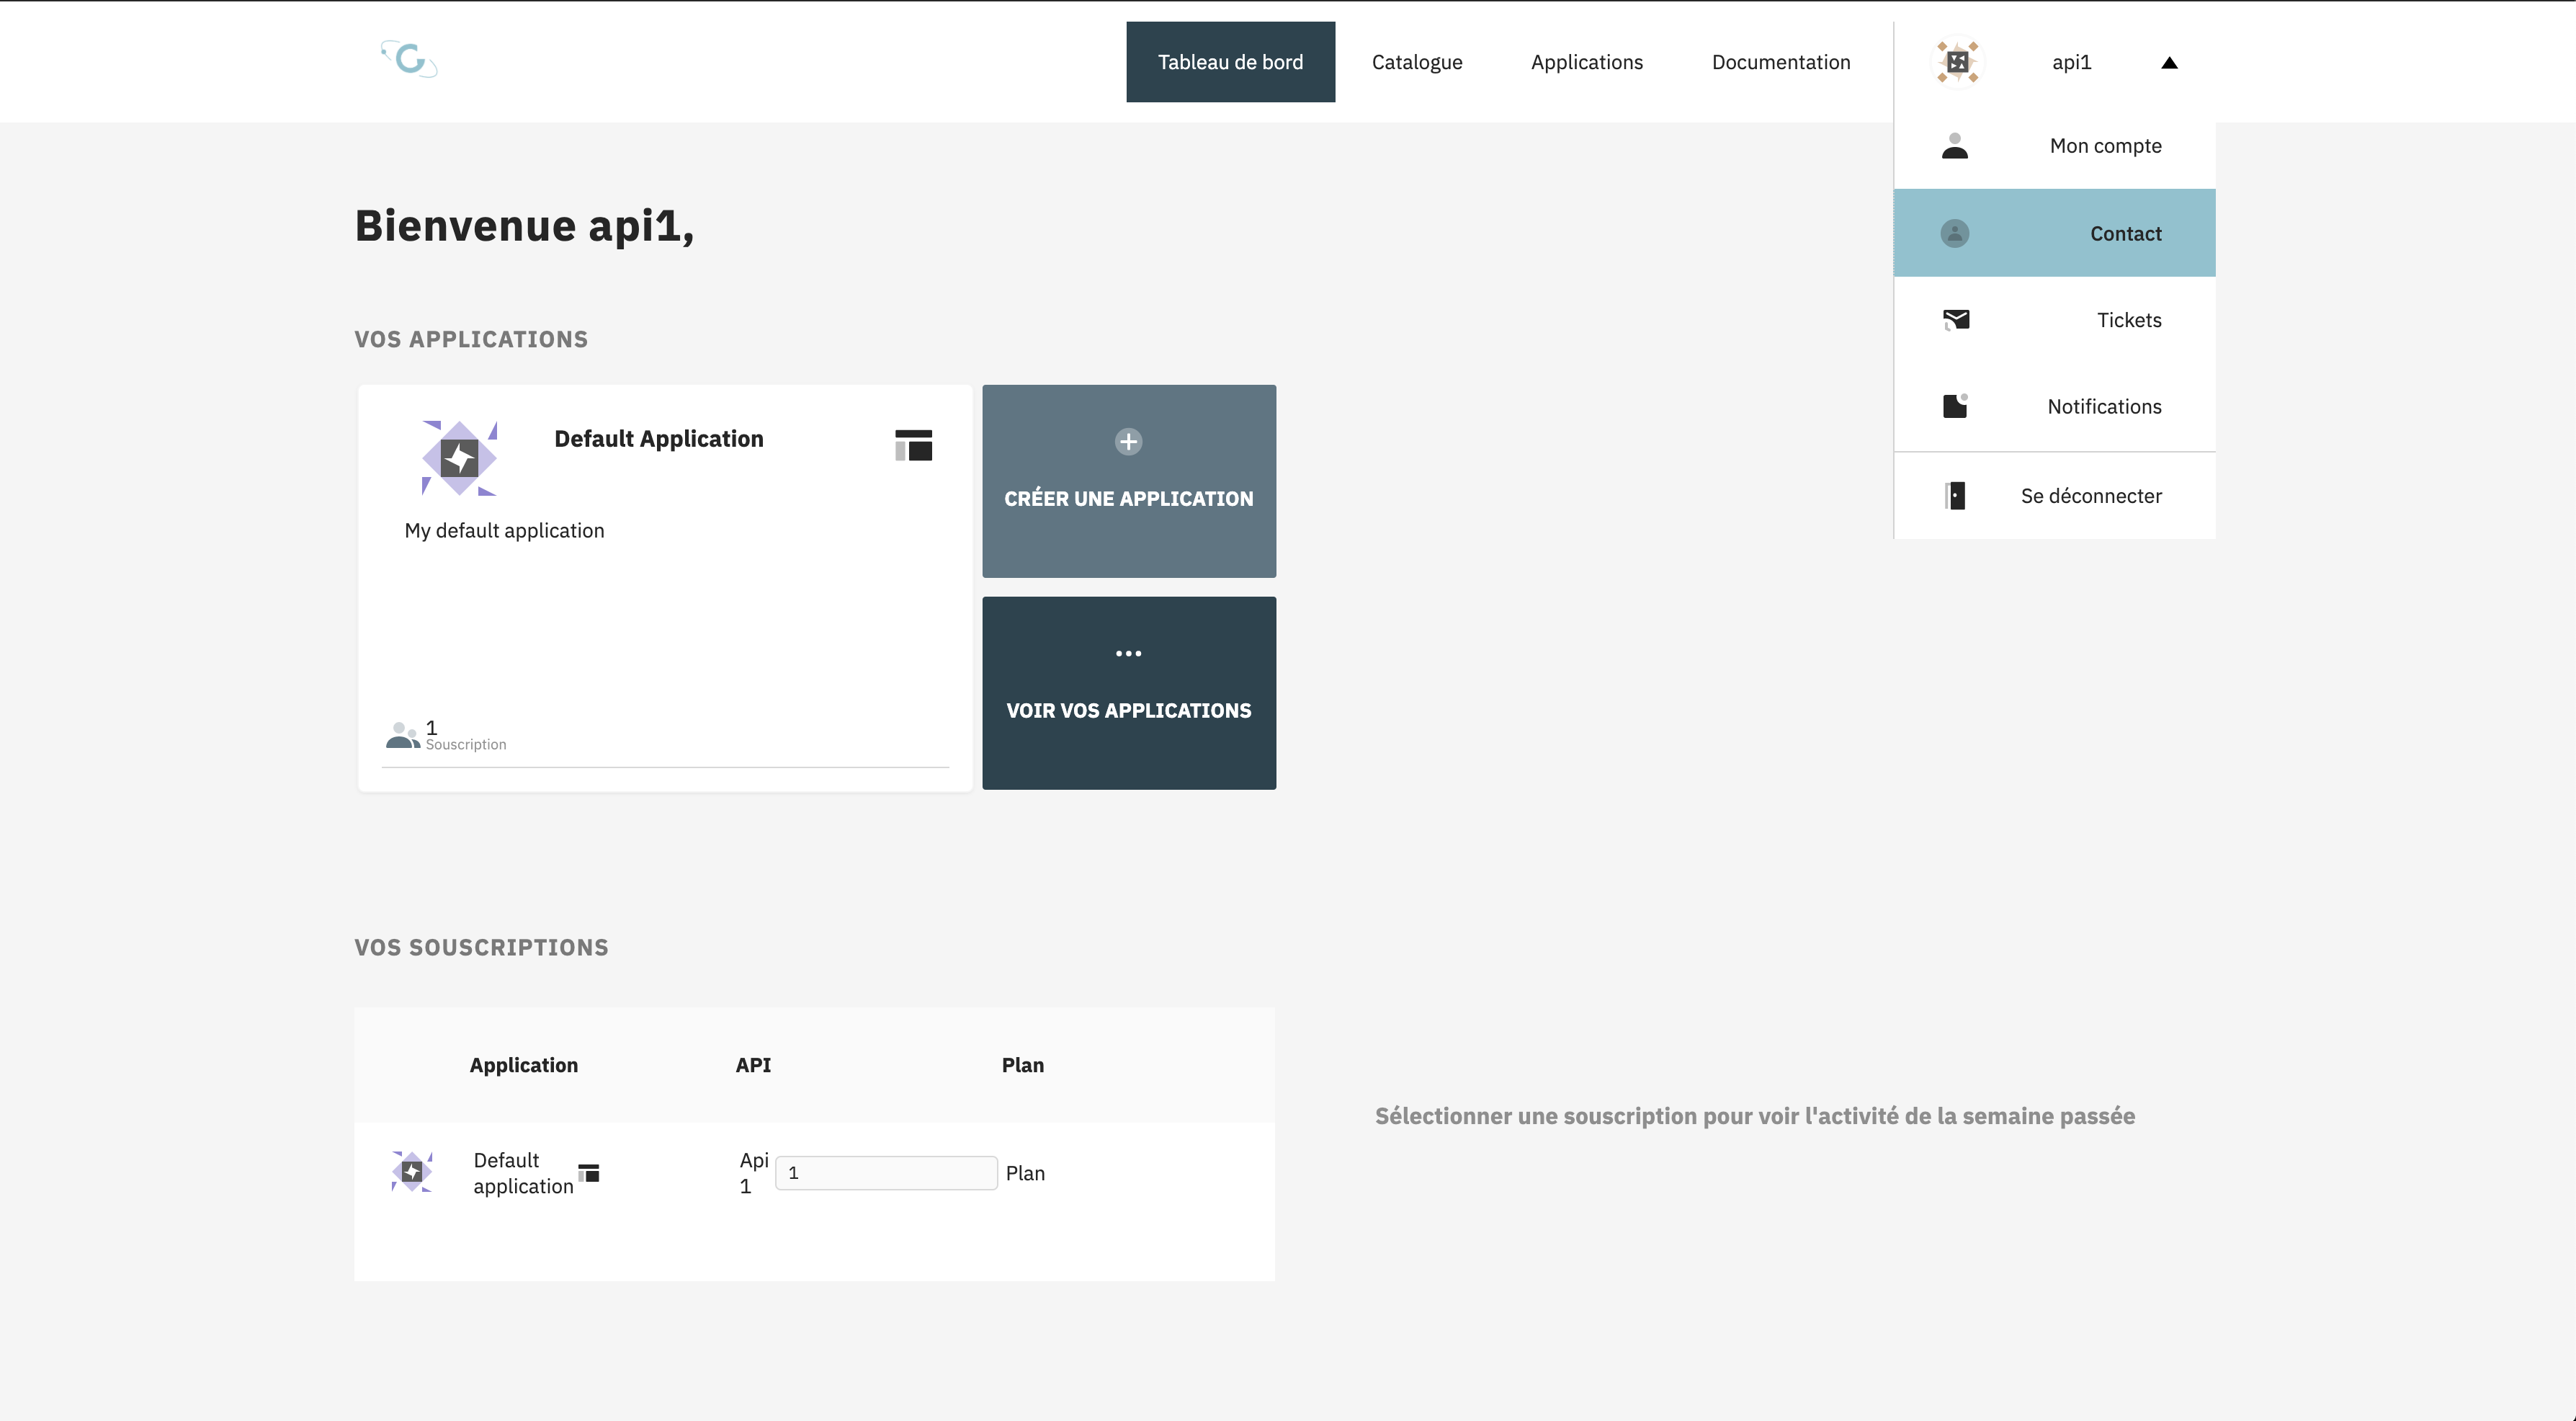 Tableau de bord
Catalogue
Applications
Documentation
api1
Mon compte
Contact
Tickets
Notifications
Se déconnecter
Bienvenue api1,
VOS APPLICATIONS
Default Application
My default application
1
Souscription
CRÉER UNE APPLICATION
VOIR VOS APPLICATIONS
VOS SOUSCRIPTIONS
Application
API
Plan
Default
application
Api
1
1
Plan
Sélectionner une souscription pour voir l'activité de la semaine passée